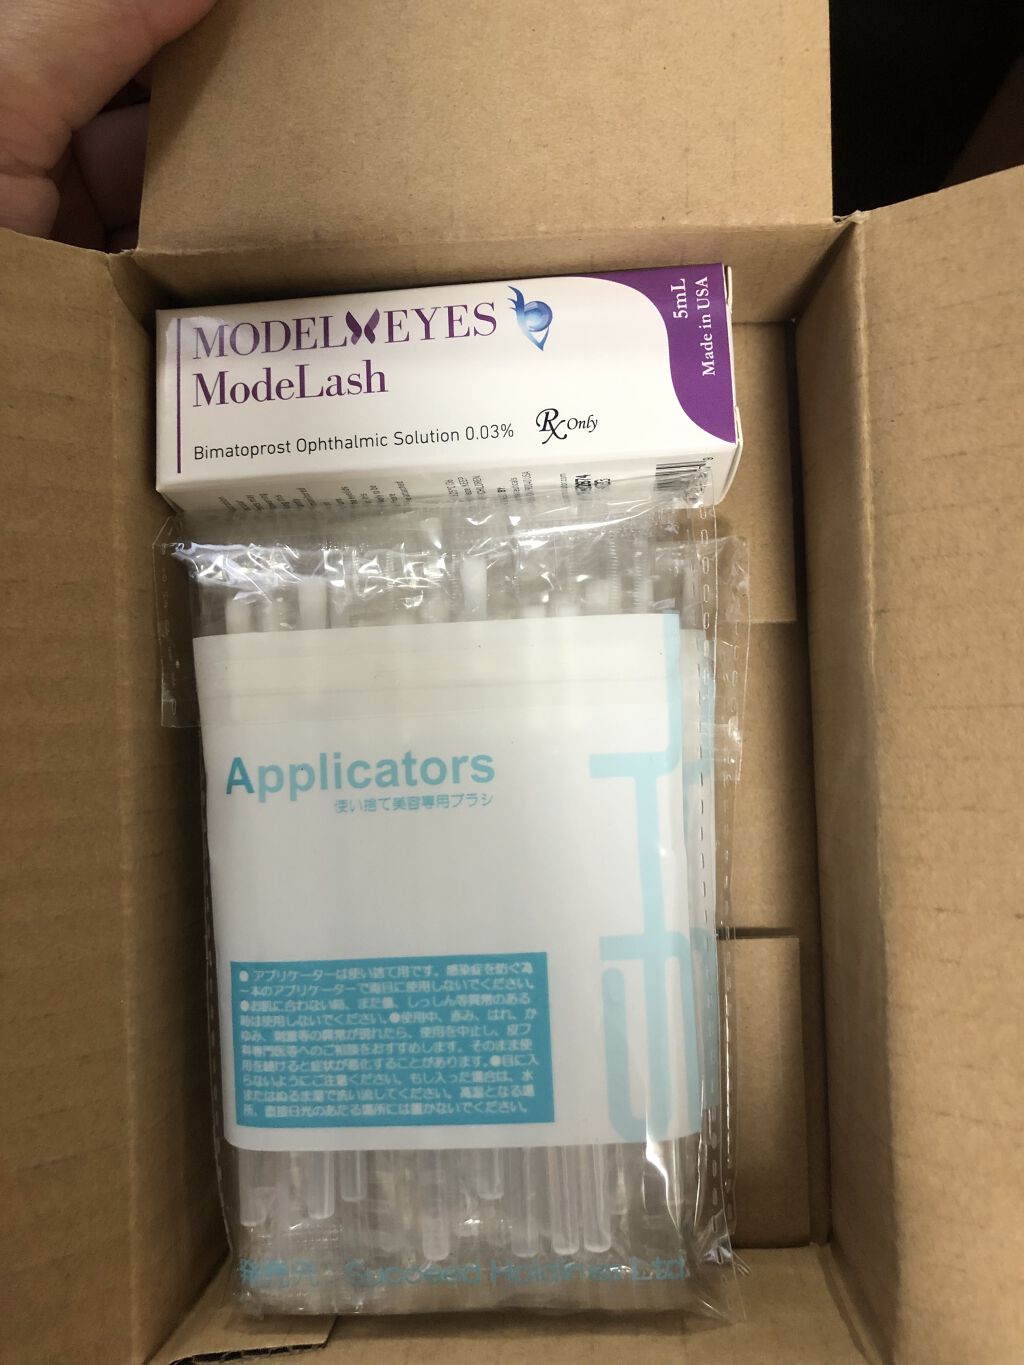 MODEL EYES
ModeLash
Bimatoprost Ophthalmic Solution 0.03%
Rx Only
5mL
Made in USA
Applicators
使い捨て美容専用ブラシ
●アプリケーターは使い捨て用です。感染症を防ぐ為
一本のアプリケーターで両目に使用しないでください。
●お肌に合わない時、また傷、しっしん等異常のある
時は使用しないでください。●使用中、赤み、はれ、か
ゆみ、刺激等の異常が現れたら、使用を中止し、皮フ
科専門医等へのご相談をおすすめします。そのまま使
用を続けると症状が悪化することがあります。●目に入
らないようにご注意ください。もし入った場合は、水
またはぬるま湯で洗い流してください。高温となる場
所、直接日光のあたる場所には置かないでください。
発売元：Succeed Holdings Ltd.